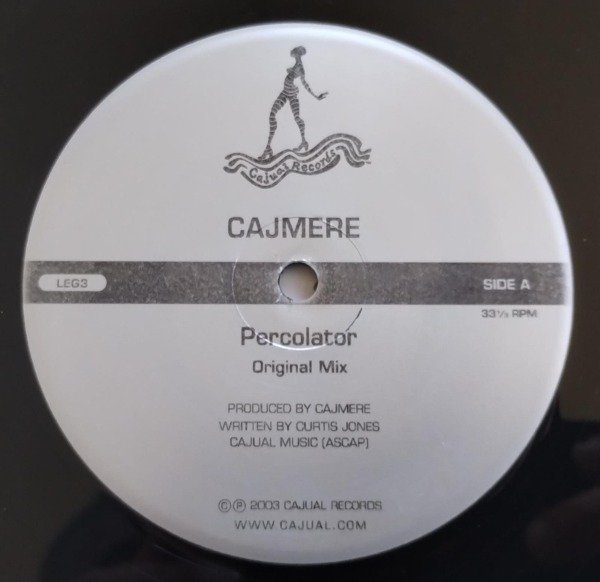 Cajual Records
CAJMERE
LEG3
SIDE A
33⅓ RPM
Percolator
Original Mix
PRODUCED BY CAJMERE
WRITTEN BY CURTIS JONES
CAJUAL MUSIC (ASCAP)
©℗ 2003 CAJUAL RECORDS
WWW.CAJUAL.COM